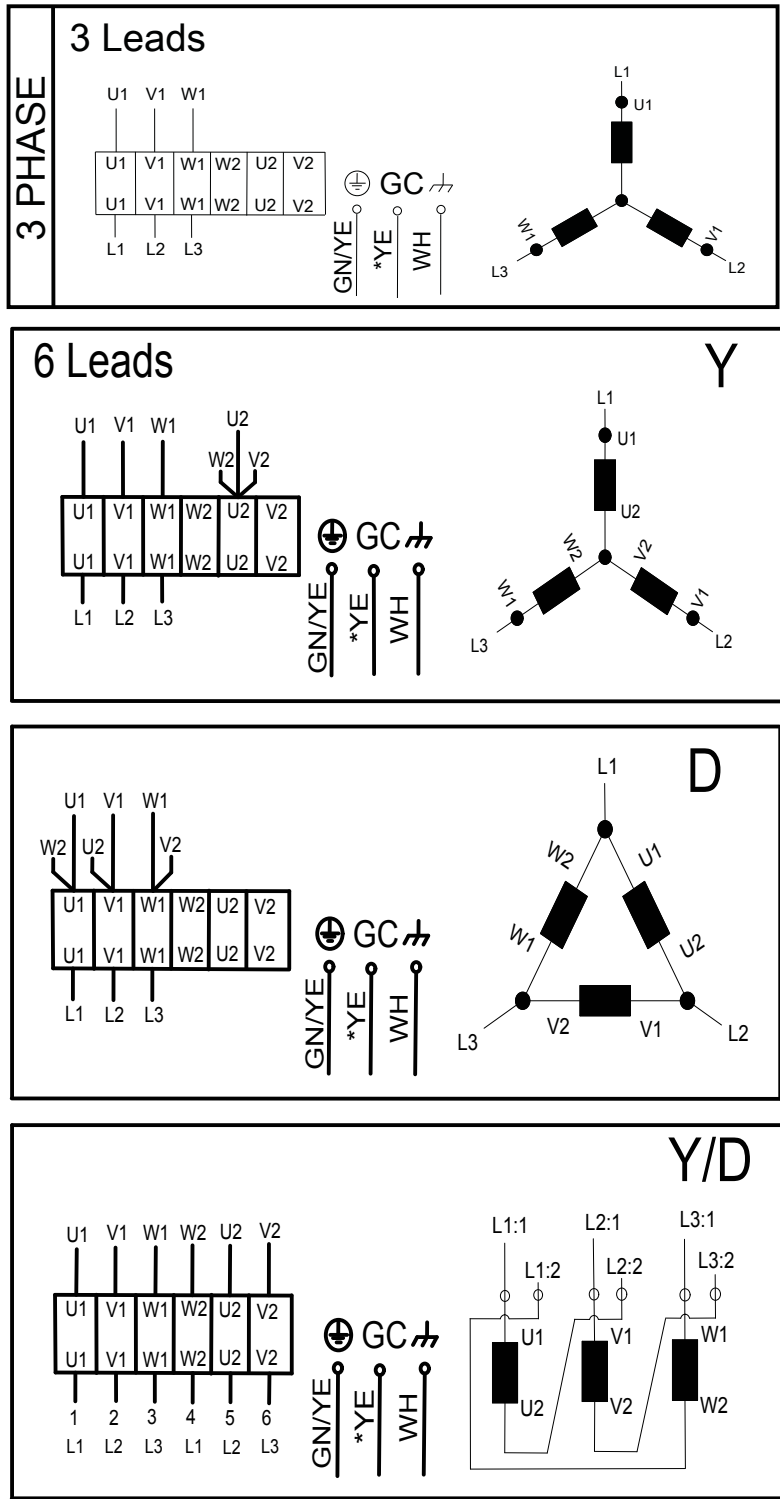 3 PHASE
3 Leads
U1 V1 W1
U1 V1 W1 W2 U2 V2
U1 V1 W1 W2 U2 V2
L1 L2 L3
GC
GN/YE *YE WH
L1
U1
W1 V1
L3 L2
6 Leads
Y
U1 V1 W1 U2
W2 V2
U1 V1 W1 W2 U2 V2
U1 V1 W1 W2 U2 V2
L1 L2 L3
GC
GN/YE *YE WH
L1
U1
U2
W2 V2
W1 V1
L3 L2
D
U1 V1 W1
W2 U2 V2
U1 V1 W1 W2 U2 V2
U1 V1 W1 W2 U2 V2
L1 L2 L3
GC
GN/YE *YE WH
L1
W2 U1
W1 U2
V2 V1
L3 L2
Y/D
U1 V1 W1 W2 U2 V2
U1 V1 W1 W2 U2 V2
U1 V1 W1 W2 U2 V2
1 2 3 4 5 6
L1 L2 L3 L1 L2 L3
GC
GN/YE *YE WH
L1:1 L2:1 L3:1
L1:2 L2:2 L3:2
U1 V1 W1
U2 V2 W2